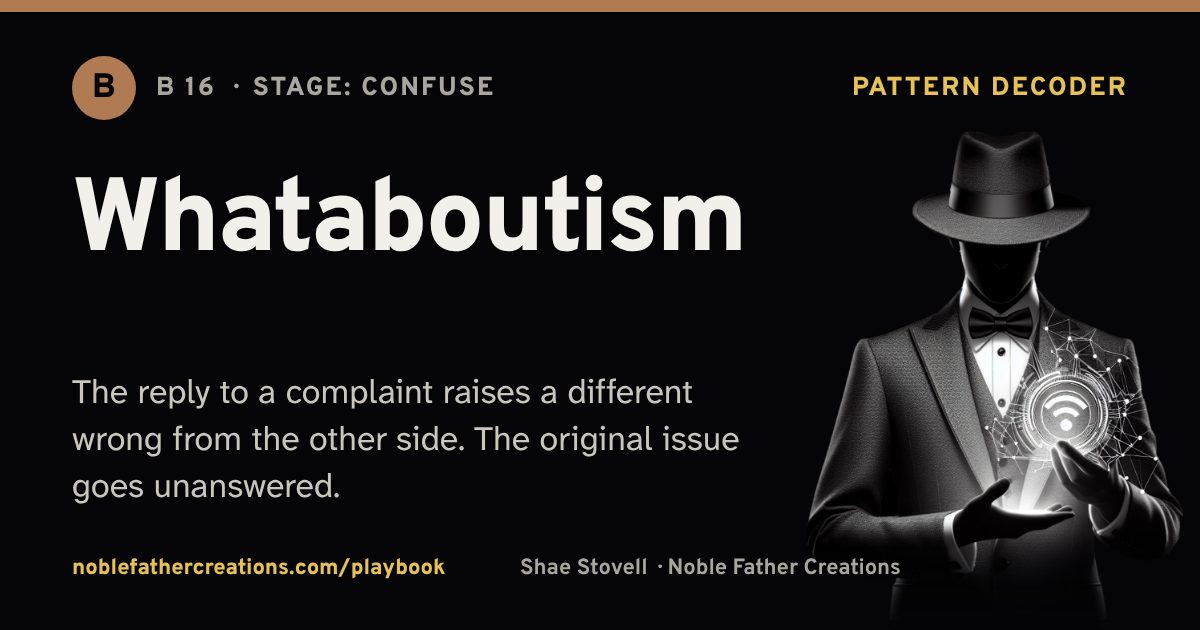 B
B 16 · STAGE: CONFUSE
PATTERN DECODER
Whataboutism
The reply to a complaint raises a different
wrong from the other side. The original issue
goes unanswered.
noblefathercreations.com/playbook
Shae Stovell · Noble Father Creations